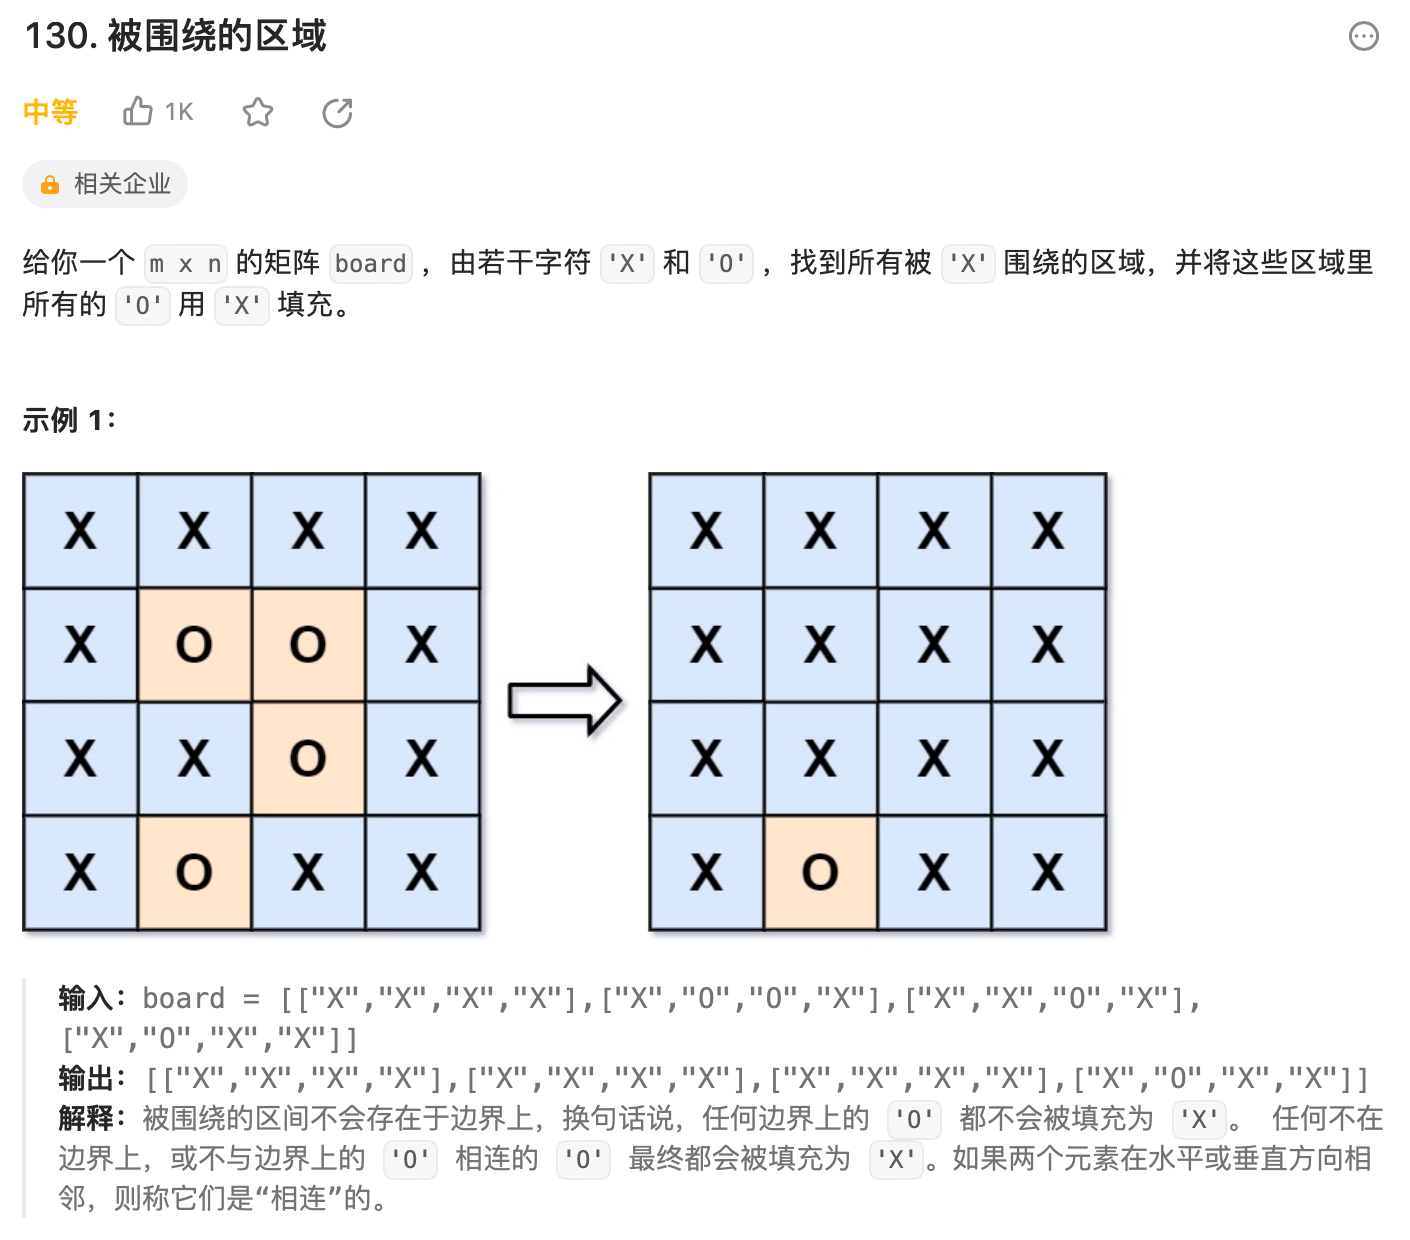 130. 被围绕的区域
中等 1K
相关企业
给你一个 m x n 的矩阵 board ，由若干字符 'X' 和 'O' ，找到所有被 'X' 围绕的区域，并将这些区域里
所有的 'O' 用 'X' 填充。
示例 1：
X X X X X X X X
X O O X X X X X
X X O X X X X X
X O X X X O X X
输入：board = [["X","X","X","X"],["X","O","O","X"],["X","X","O","X"],
["X","O","X","X"]]
输出：[["X","X","X","X"],["X","X","X","X"],["X","X","X","X"],["X","O","X","X"]]
解释：被围绕的区间不会存在于边界上，换句话说，任何边界上的 'O' 都不会被填充为 'X'。 任何不在
边界上，或不与边界上的 'O' 相连的 'O' 最终都会被填充为 'X'。如果两个元素在水平或垂直方向相
邻，则称它们是“相连”的。